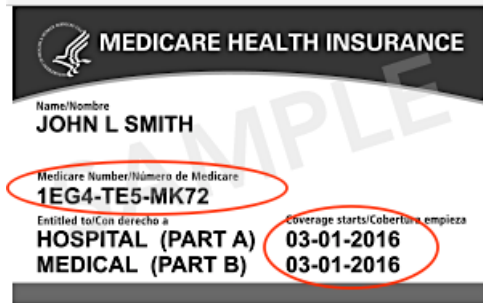 MEDICARE HEALTH INSURANCE
SAMPLE
Name/Nombre
JOHN L SMITH
Medicare Number/Número de Medicare
1EG4-TE5-MK72
Entitled to/Con derecho a Coverage starts/Cobertura empieza
HOSPITAL (PART A) 03-01-2016
MEDICAL (PART B) 03-01-2016